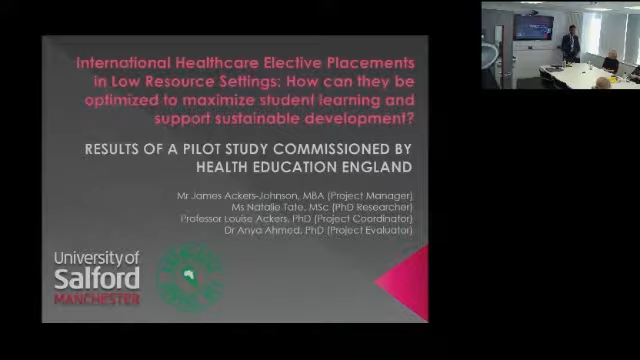 International Healthcare Elective Placements
in Low Resource Settings: How can they be
optimized to maximize student learning and
support sustainable development?
RESULTS OF A PILOT STUDY COMMISSIONED BY
HEALTH EDUCATION ENGLAND
Mr James Ackers-Johnson, MBA (Project Manager)
Ms Natalie Tate, MSc (PhD Researcher)
Professor Louise Ackers, PhD (Project Coordinator)
Dr Anya Ahmed, PhD (Project Evaluator)
University of
Salford
MANCHESTER